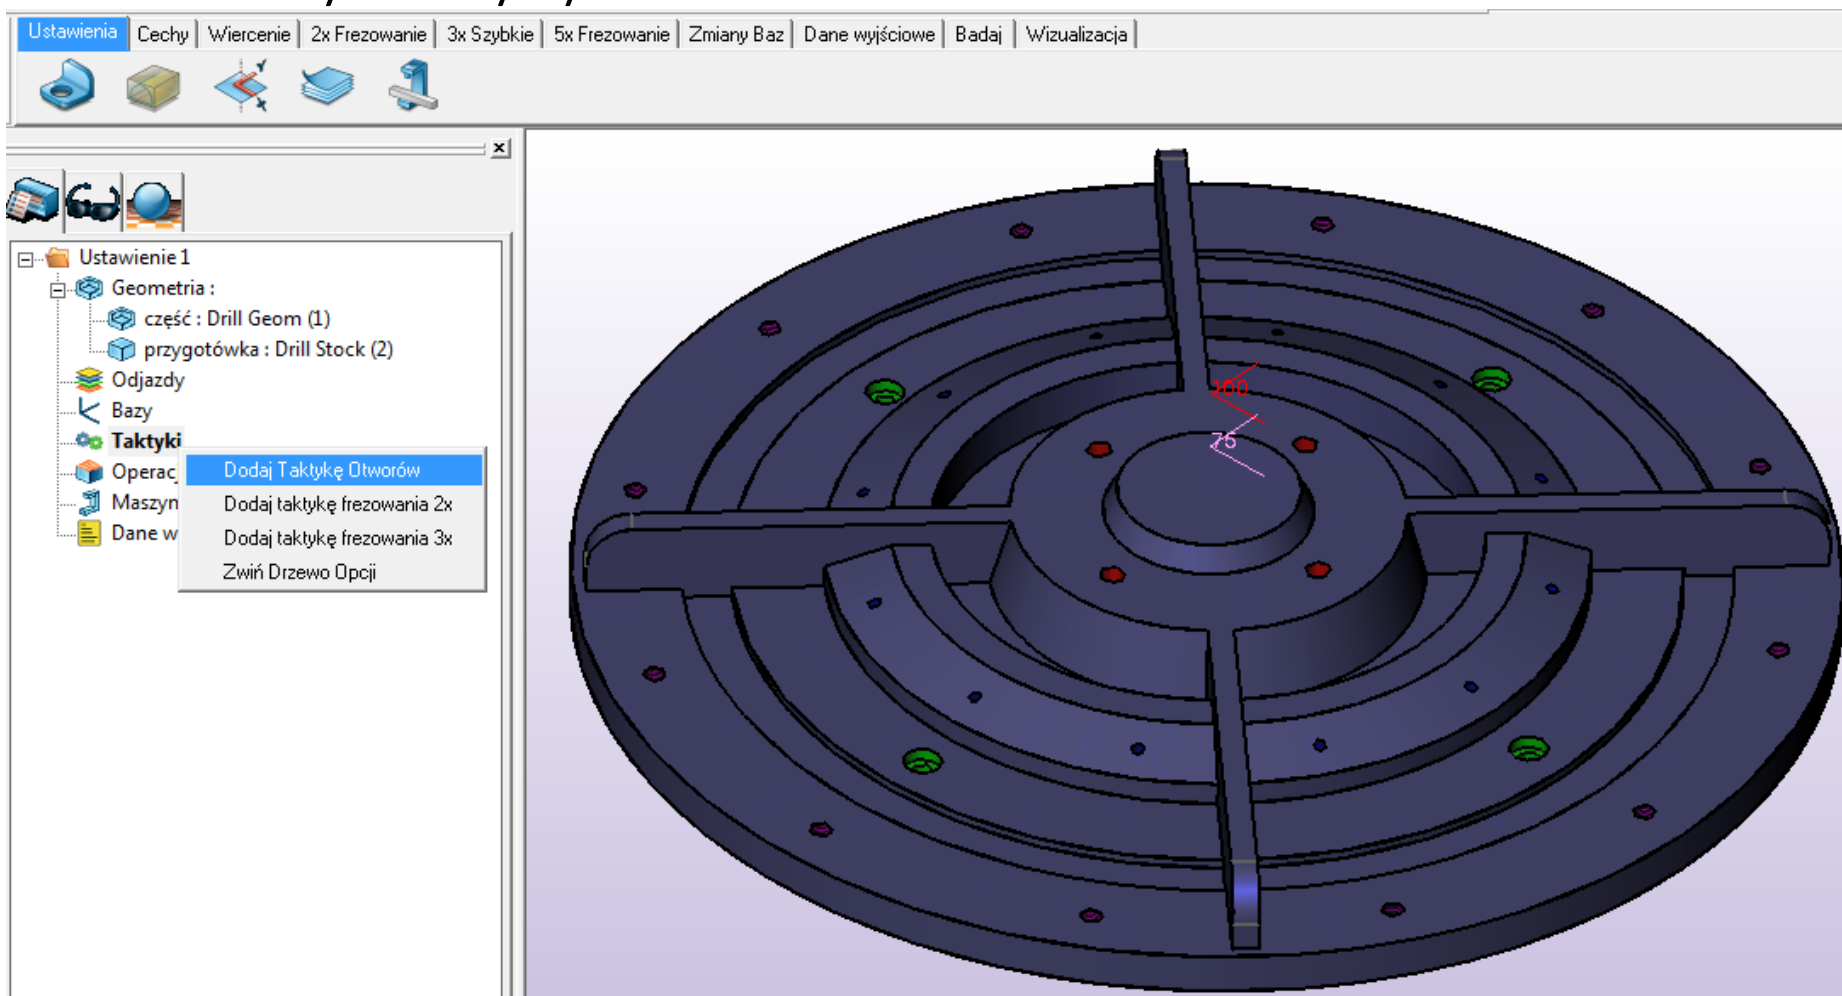 Ustawienia Cechy Wiercenie 2x Frezowanie 3x Szybkie 5x Frezowanie Zmiany Baz Dane wyjściowe Badaj Wizualizacja
Ustawienie 1
Geometria :
część : Drill Geom (1)
przygotówka : Drill Stock (2)
Odjazdy
Bazy
Taktyki
Operacj
Maszyn
Dane w
Dodaj Taktykę Otworów
Dodaj taktykę frezowania 2x
Dodaj taktykę frezowania 3x
Zwiń Drzewo Opcji
100
75